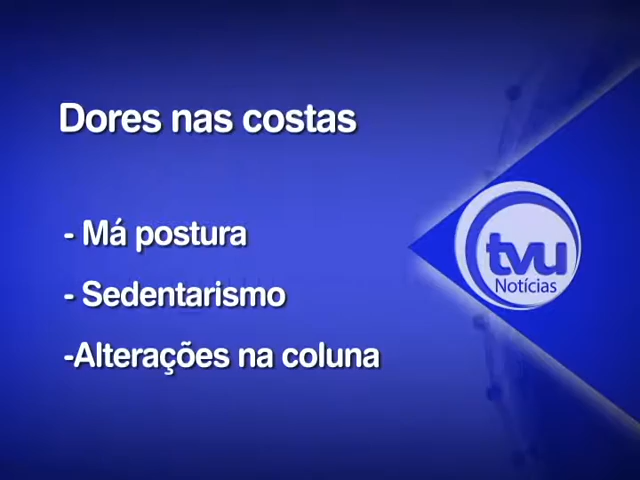 Dores nas costas
- Má postura
- Sedentarismo
-Alterações na coluna
tvu
Notícias